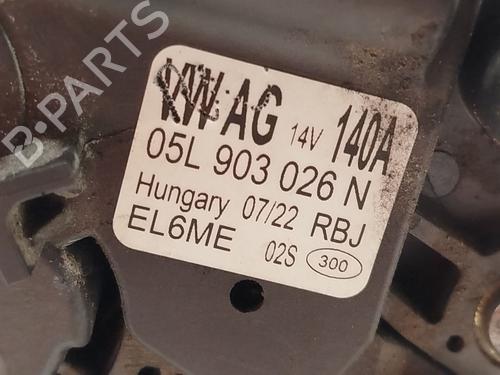 B-PARTS
VW AG 14V 140A
05L 903 026 N
Hungary 07/22 RBJ
EL6ME 02S 300